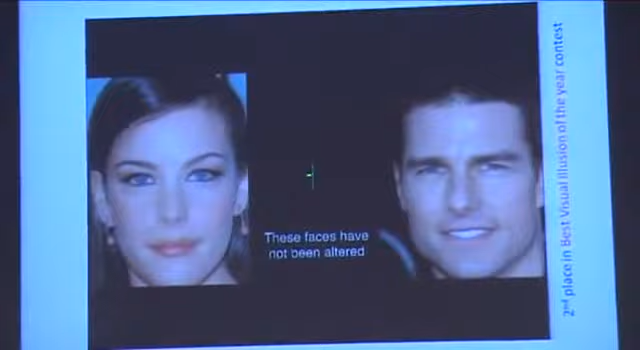 These faces have
not been altered
2nd place in Best Visual Illusion of the year contest